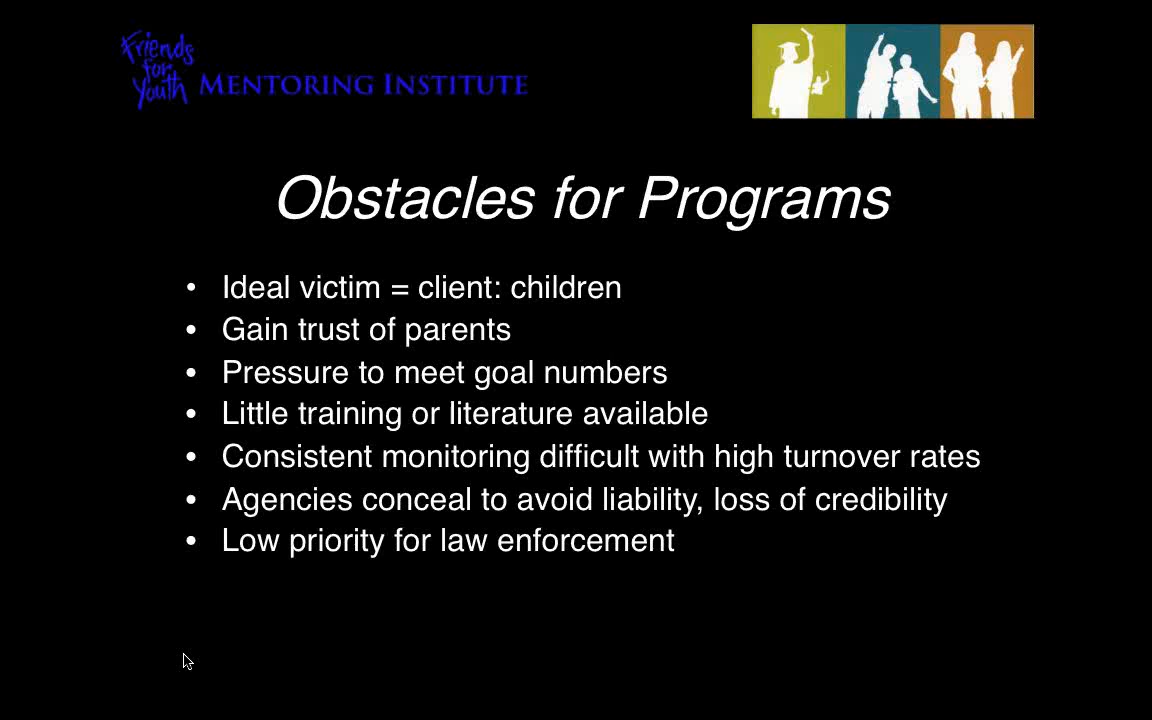 Friends
for
Youth MENTORING INSTITUTE
Obstacles for Programs
• Ideal victim = client: children
• Gain trust of parents
• Pressure to meet goal numbers
• Little training or literature available
• Consistent monitoring difficult with high turnover rates
• Agencies conceal to avoid liability, loss of credibility
• Low priority for law enforcement